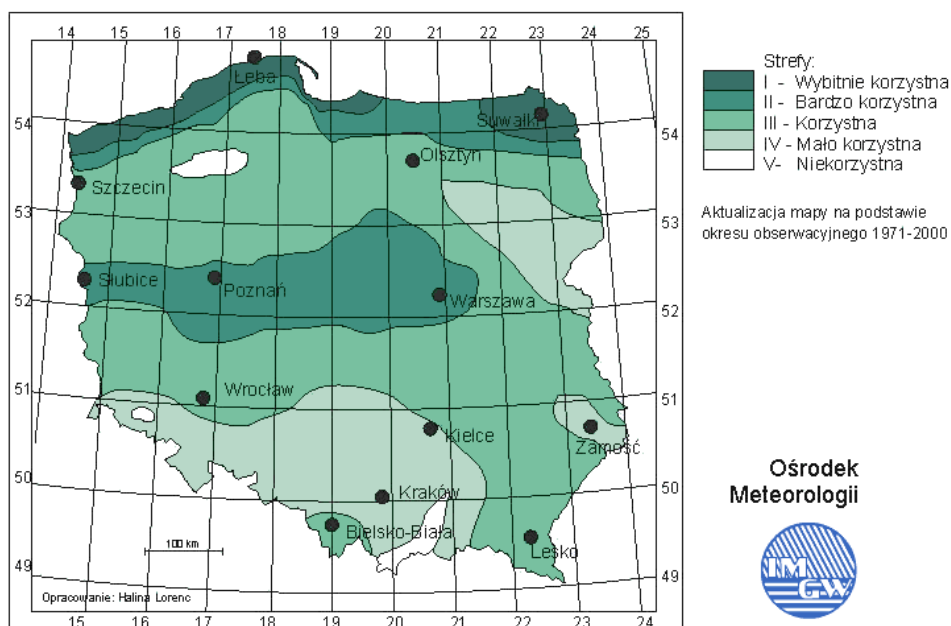 14 15 16 17 18 19 20 21 22 23 24 25
Łeba
54
Suwałki
54
Olsztyn
Szczecin
53
53
Słubice
Poznań
Warszawa
52
52
Wrocław
51
51
Kielce
Zamość
50
Kraków
50
Bielsko-Biała
Lesko
100 km
49
49
Opracowanie: Halina Lorenc
15 16 17 18 19 20 21 22 23 24
Strefy:
I - Wybitnie korzystna
II - Bardzo korzystna
III - Korzystna
IV - Mało korzystna
V- Niekorzystna
Aktualizacja mapy na podstawie
okresu obserwacyjnego 1971-2000
Ośrodek
Meteorologii
IM
GW